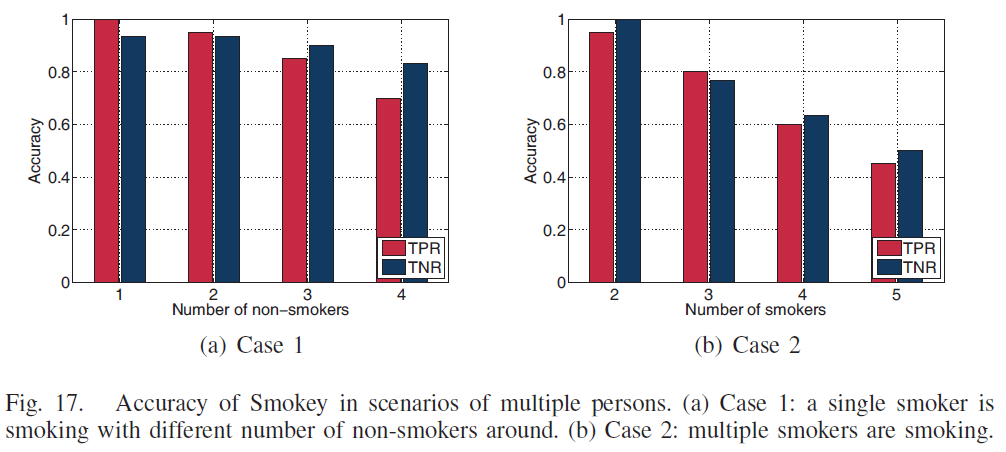 1
0.8
0.6
0.4
0.2
0
Accuracy
1 2 3 4
Number of non−smokers
TPR
TNR
(a) Case 1
1
0.8
0.6
0.4
0.2
0
Accuracy
2 3 4 5
Number of smokers
TPR
TNR
(b) Case 2
Fig. 17. Accuracy of Smokey in scenarios of multiple persons. (a) Case 1: a single smoker is
smoking with different number of non-smokers around. (b) Case 2: multiple smokers are smoking.